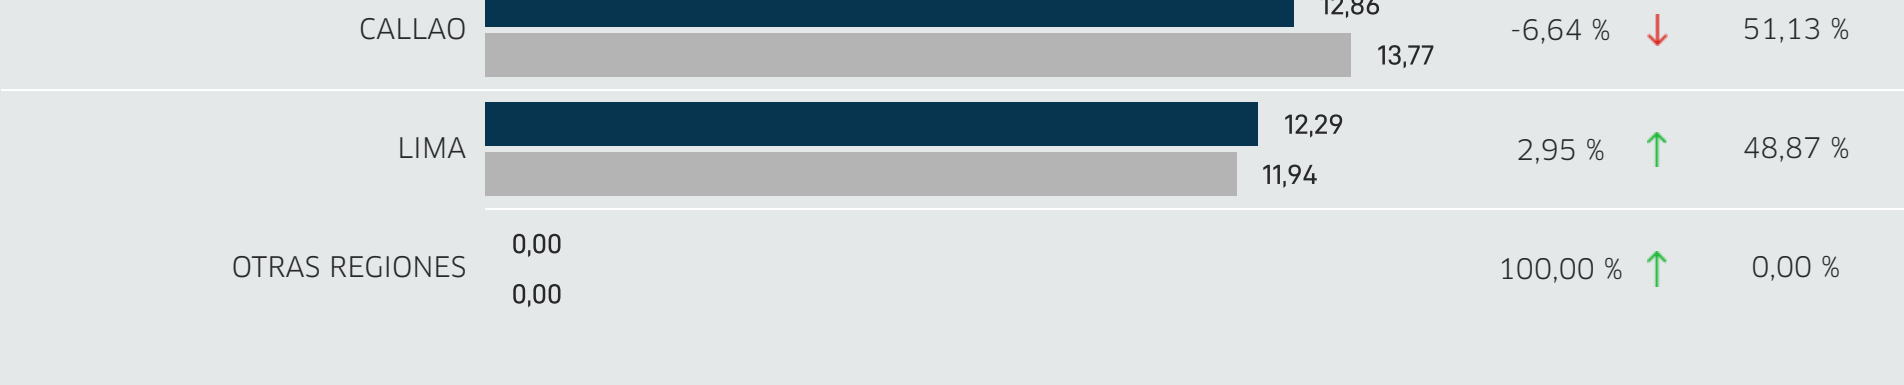 12,86
CALLAO -6,64 % 51,13 %
13,77
12,29
LIMA 2,95 % 48,87 %
11,94
0,00
OTRAS REGIONES 100,00 % 0,00 %
0,00